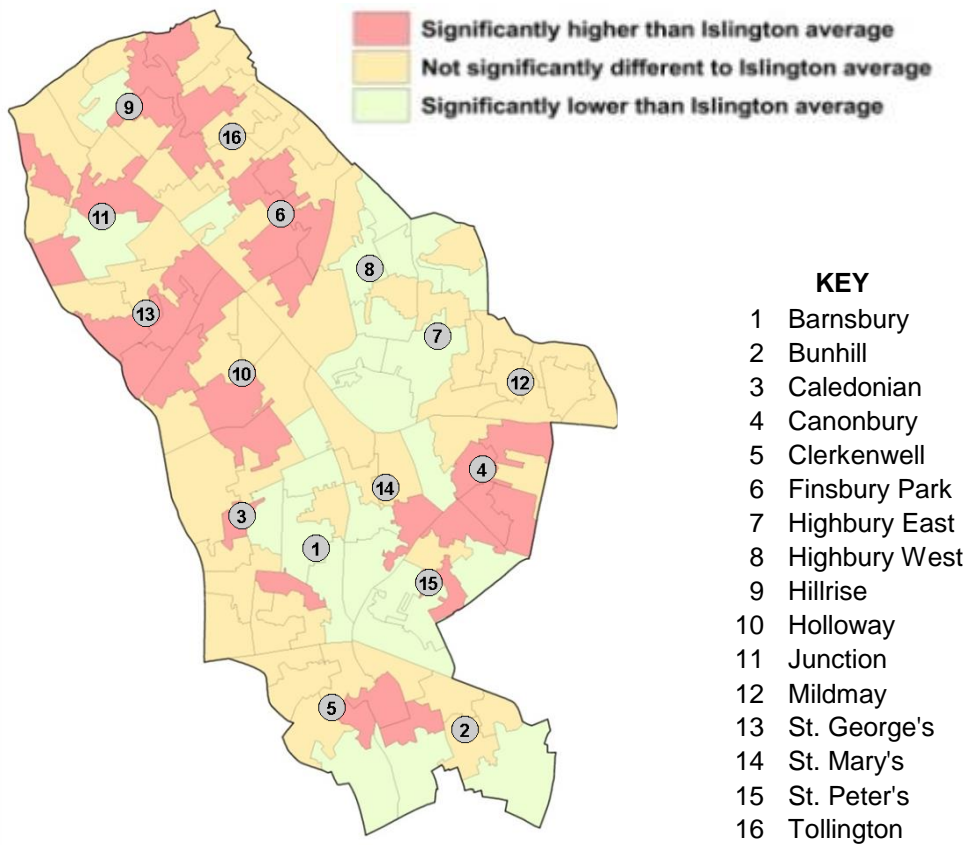 Significantly higher than Islington average
Not significantly different to Islington average
Significantly lower than Islington average
9
16
11
6
8
13
7
10
12
4
14
3
1
15
5
2
KEY
1 Barnsbury
2 Bunhill
3 Caledonian
4 Canonbury
5 Clerkenwell
6 Finsbury Park
7 Highbury East
8 Highbury West
9 Hillrise
10 Holloway
11 Junction
12 Mildmay
13 St. George's
14 St. Mary's
15 St. Peter's
16 Tollington